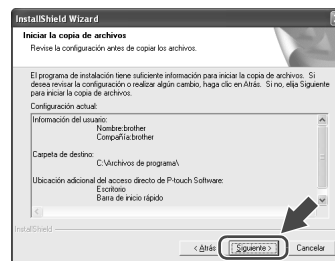 InstallShield Wizard
Iniciar la copia de archivos
Revise la configuración antes de copiar los archivos.
El programa de instalación tiene suficiente información para iniciar la copia de archivos. Si
desea revisar la configuración o realizar algún cambio, haga clic en Atrás. Si no, elija Siguiente
para iniciar la copia de archivos.
Configuración actual:
Información del usuario:
Nombre:brother
Compañía:brother
Carpeta de destino:
C:\Archivos de programa\
Ubicación adicional del acceso directo de P-touch Software:
Escritorio
Barra de inicio rápido
InstallShield
< Atrás
Siguiente >
Cancelar